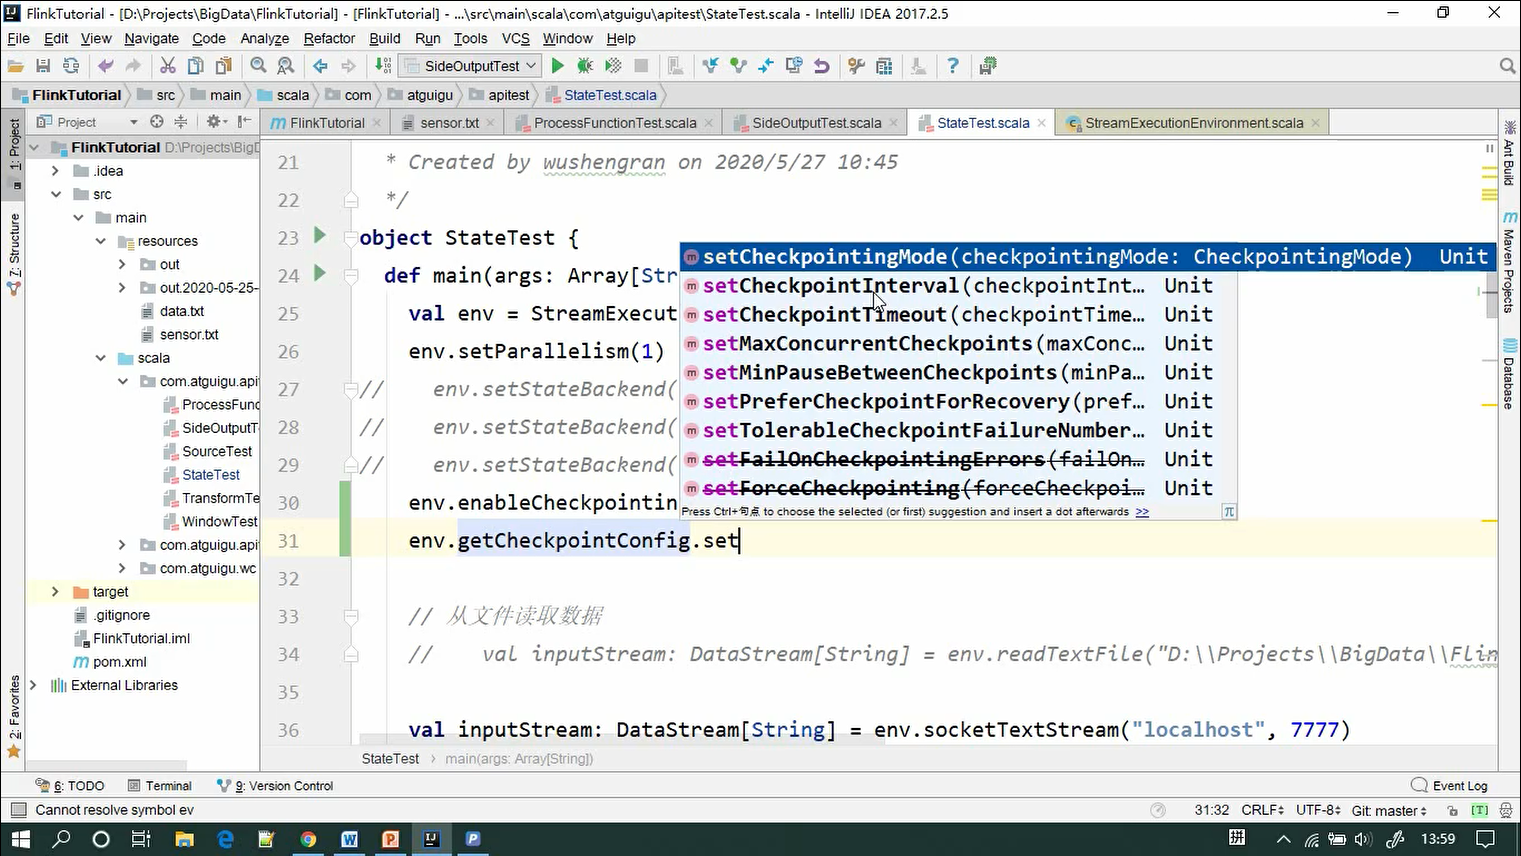 FlinkTutorial - [D:\Projects\BigData\FlinkTutorial] - [FlinkTutorial] - ...\src\main\scala\com\atguigu\apitest\StateTest.scala - IntelliJ IDEA 2017.2.5
File Edit View Navigate Code Analyze Refactor Build Run Tools VCS Window Help
SideOutputTest
FlinkTutorial src main scala com atguigu apitest StateTest.scala
Project FlinkTutorial sensor.txt ProcessFunctionTest.scala SideOutputTest.scala StateTest.scala StreamExecutionEnvironment.scala
1: Project
7: Structure
2: Favorites
FlinkTutorial D:\Projects\BigD
.idea
src
main
resources
out
out.2020-05-25-
data.txt
sensor.txt
scala
com.atguigu.apit
ProcessFunc
SideOutputT
SourceTest
StateTest
TransformTe
WindowTest
com.atguigu.apit
com.atguigu.wc
target
.gitignore
FlinkTutorial.iml
pom.xml
External Libraries
21 * Created by wushengran on 2020/5/27 10:45
22 */
23 object StateTest {
24 def main(args: Array[Str
25 val env = StreamExecut
26 env.setParallelism(1)
27 // env.setStateBackend(
28 // env.setStateBackend(
29 // env.setStateBackend(
30 env.enableCheckpointin
31 env.getCheckpointConfig.set
32
33 // 从文件读取数据
34 // val inputStream: DataStream[String] = env.readTextFile("D:\\Projects\\BigData\\Flin
35
36 val inputStream: DataStream[String] = env.socketTextStream("localhost", 7777)
m setCheckpointingMode(checkpointingMode: CheckpointingMode) Unit
m setCheckpointInterval(checkpointInt... Unit
m setCheckpointTimeout(checkpointTime... Unit
m setMaxConcurrentCheckpoints(maxConc... Unit
m setMinPauseBetweenCheckpoints(minPa... Unit
m setPreferCheckpointForRecovery(pref... Unit
m setTolerableCheckpointFailureNumber... Unit
m setFailOnCheckpointingErrors(failOn... Unit
m setForceCheckpointing(forceCheckpoi... Unit
Press Ctrl+句点 to choose the selected (or first) suggestion and insert a dot afterwards >> π
Ant Build
Maven Projects
Database
StateTest main(args: Array[String])
6: TODO Terminal 9: Version Control Event Log
Cannot resolve symbol ev 31:32 CRLF UTF-8 Git: master [T]
拼 13:59